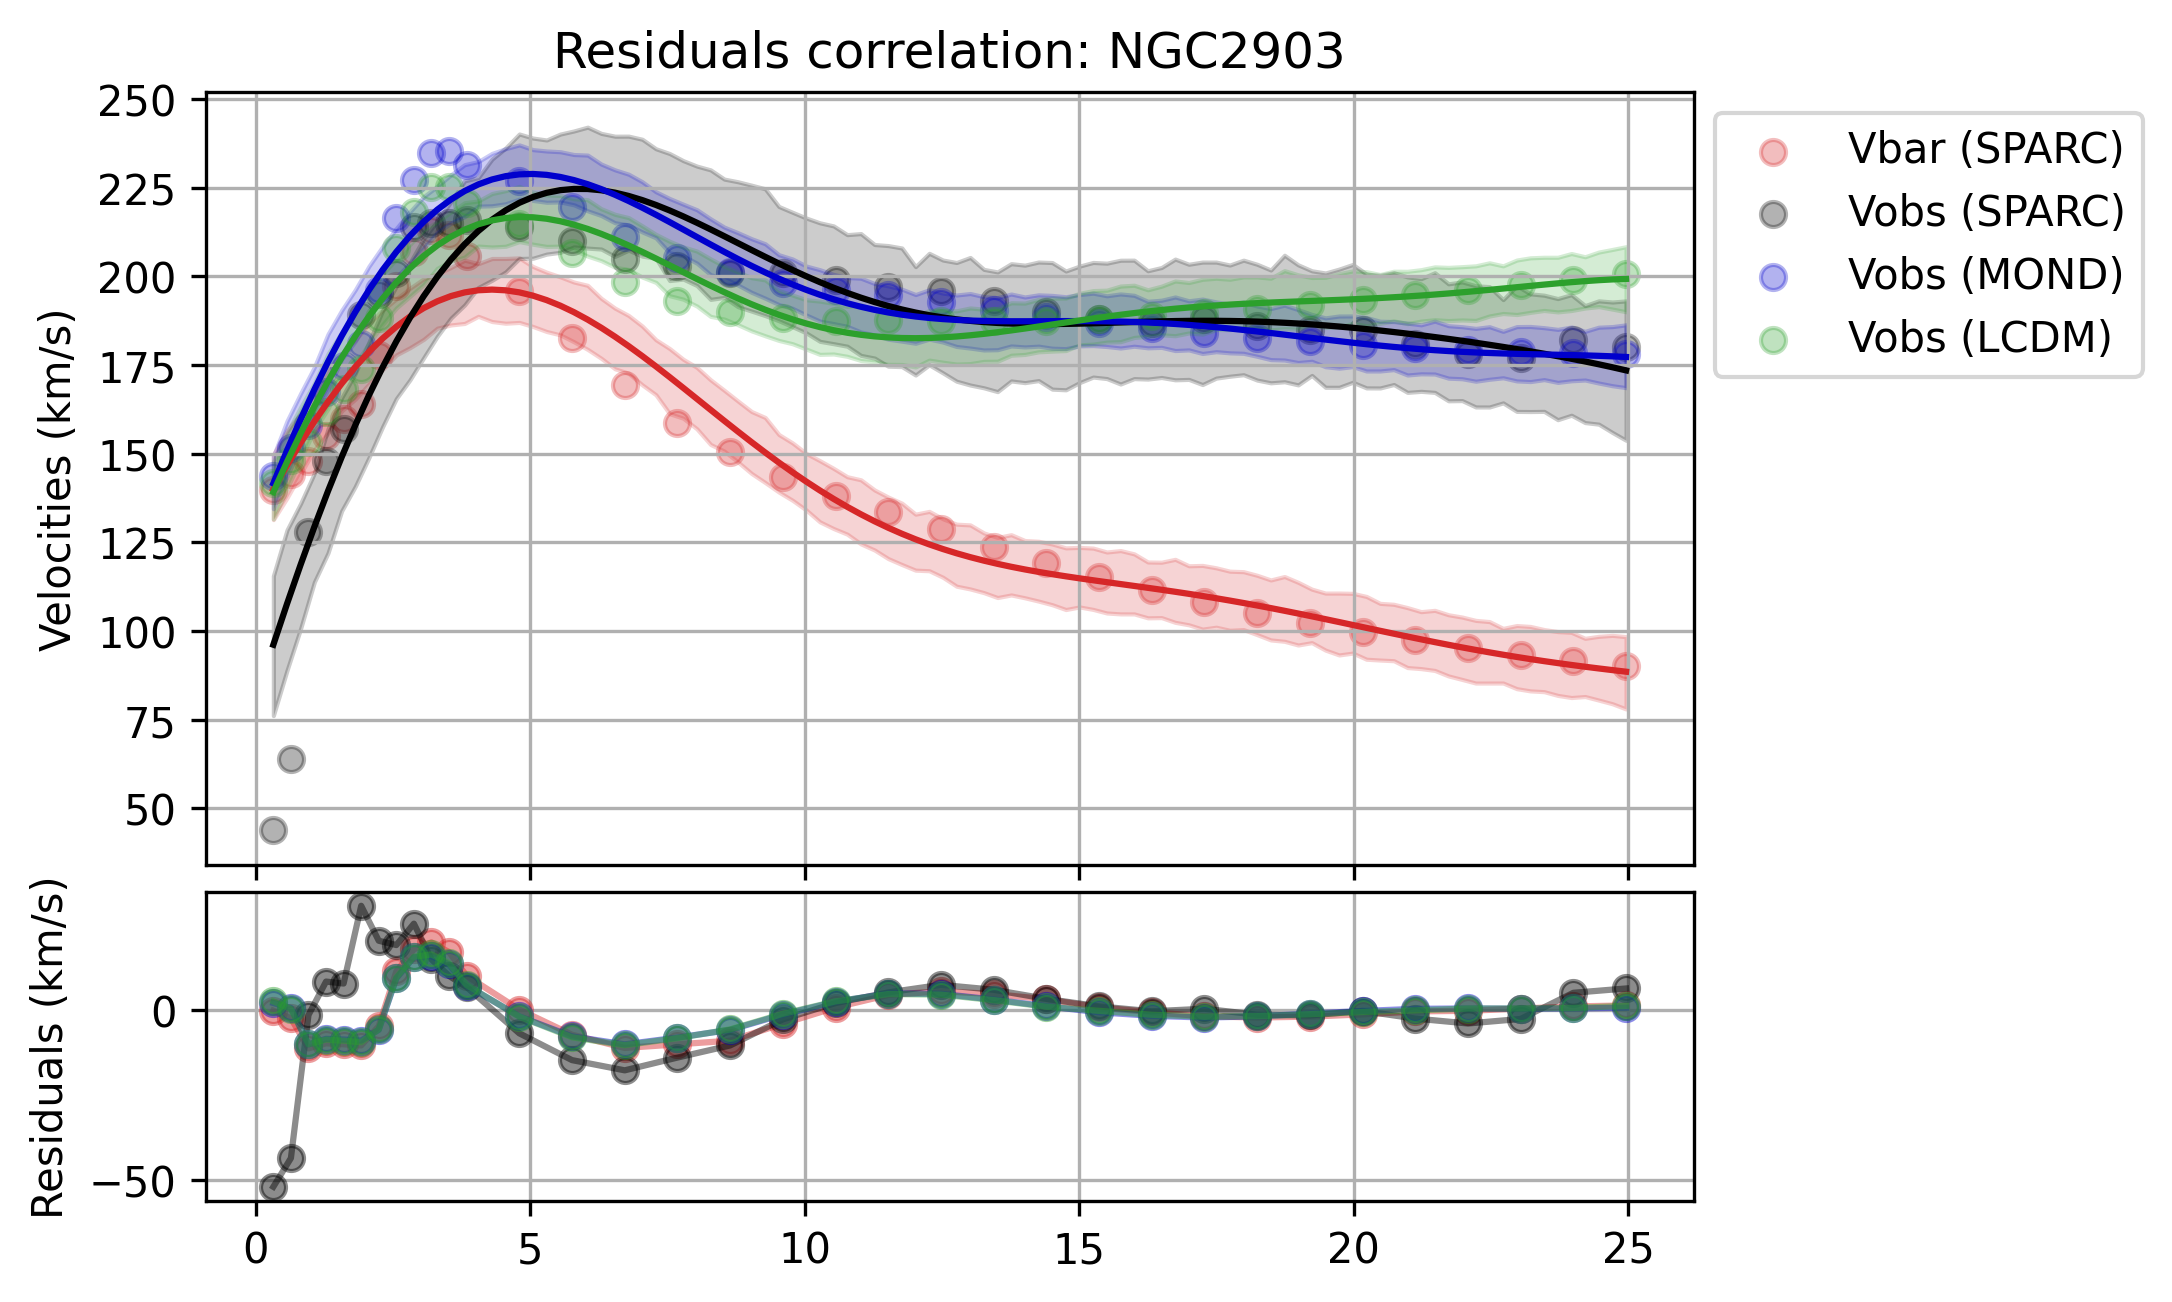 Residuals correlation: NGC2903
250
225
200
175
150
125
100
75
50
Velocities (km/s)
Vbar (SPARC)
Vobs (SPARC)
Vobs (MOND)
Vobs (LCDM)
0
−50
Residuals (km/s)
0 5 10 15 20 25